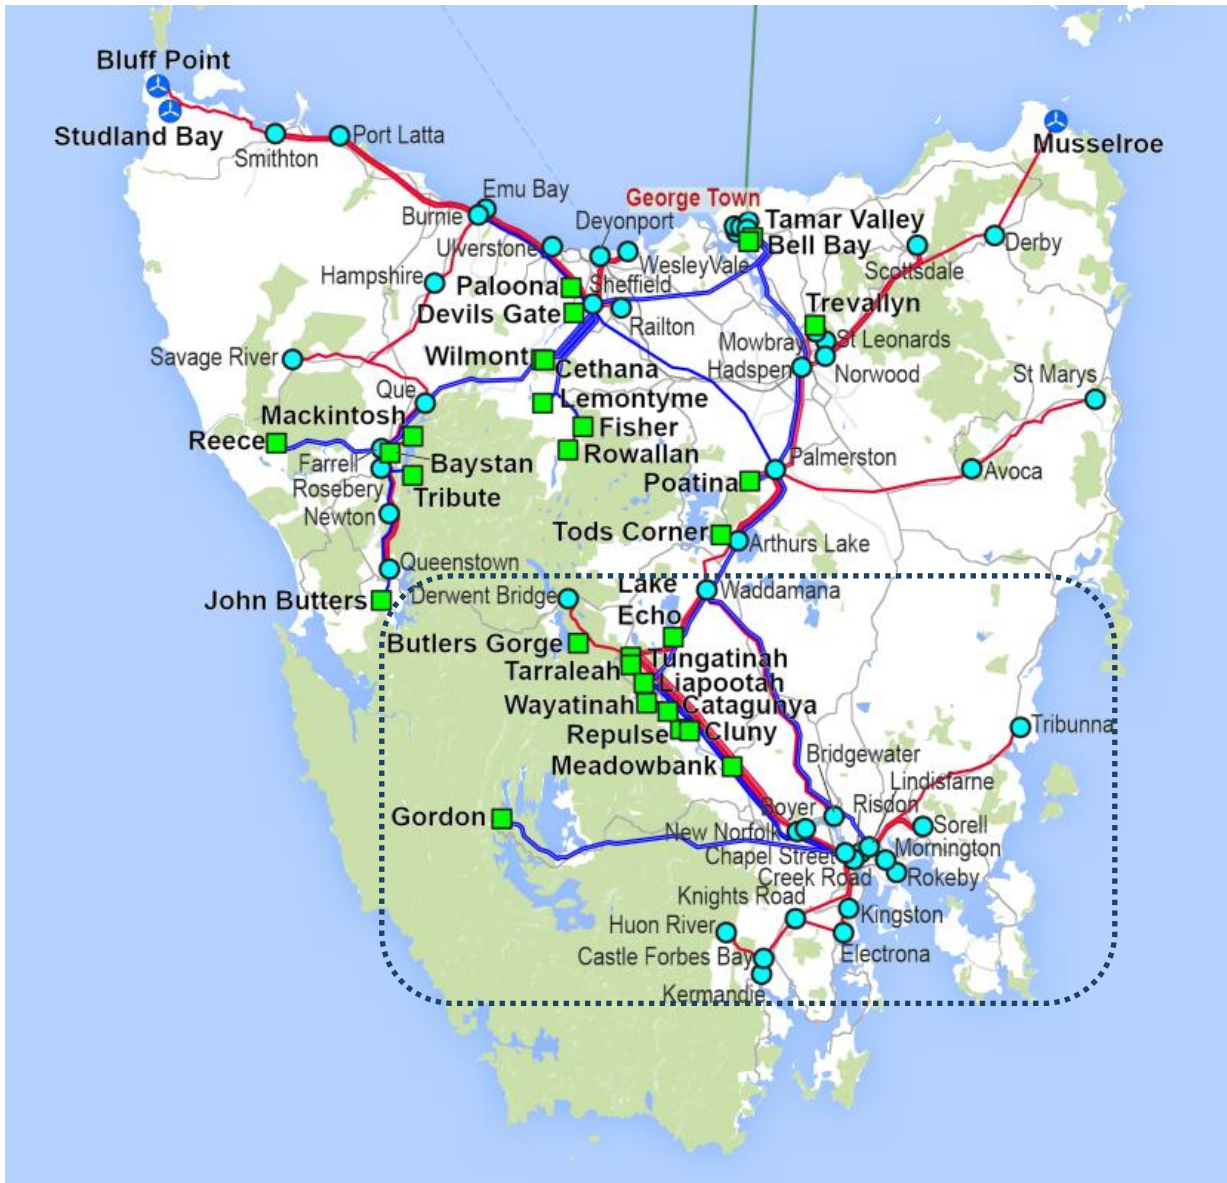 Bluff Point
Studland Bay
Smithton
Port Latta
Musselroe
Emu Bay
Burnie
George Town
Devonport
Tamar Valley
Bell Bay
Ulverstone
WesleyVale
Derby
Scottsdale
Hampshire
Paloona
Sheffield
Devils Gate
Railton
Trevallyn
Mowbray
St Leonards
Savage River
Wilmont
Cethana
Hadspen
Norwood
St Marys
Que
Mackintosh
Lemontyme
Reece
Fisher
Farrell
Baystan
Rowallan
Palmerston
Rosebery
Tribute
Poatina
Avoca
Newton
Tods Corner
Arthurs Lake
Queenstown
John Butters
Derwent Bridge
Lake
Echo
Waddamana
Butlers Gorge
Tungatinah
Tarraleah
Liapootah
Wayatinah
Catagunya
Repulse
Cluny
Tribunna
Meadowbank
Bridgewater
Lindisfarne
Gordon
Boyer
Risdon
New Norfolk
Sorell
Chapel Street
Mornington
Creek Road
Rokeby
Knights Road
Huon River
Kingston
Castle Forbes Bay
Electrona
Kermandie